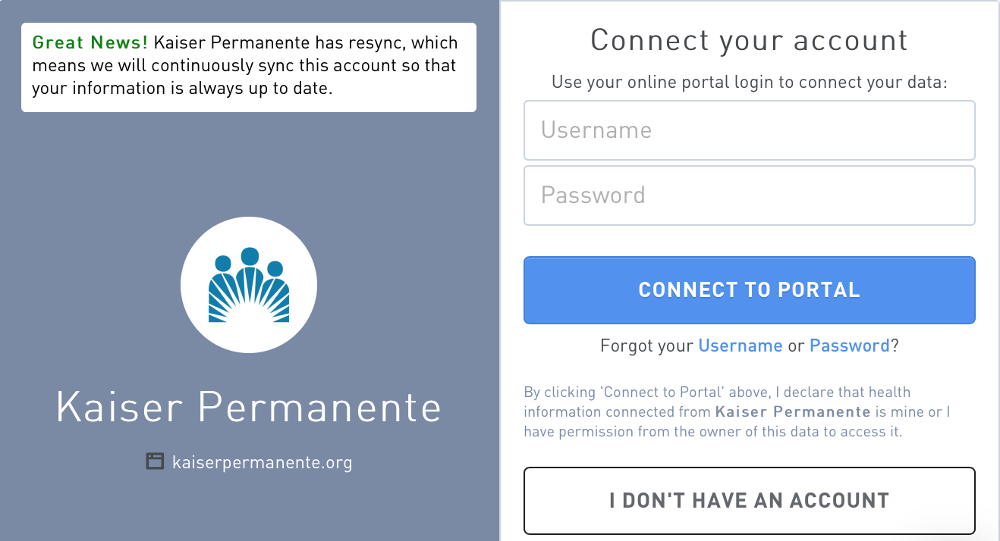 Great News! Kaiser Permanente has resync, which
means we will continuously sync this account so that
your information is always up to date.
Kaiser Permanente
kaiserpermanente.org
Connect your account
Use your online portal login to connect your data:
Username
Password
CONNECT TO PORTAL
Forgot your Username or Password?
By clicking 'Connect to Portal' above, I declare that health
information connected from Kaiser Permanente is mine or I
have permission from the owner of this data to access it.
I DON'T HAVE AN ACCOUNT